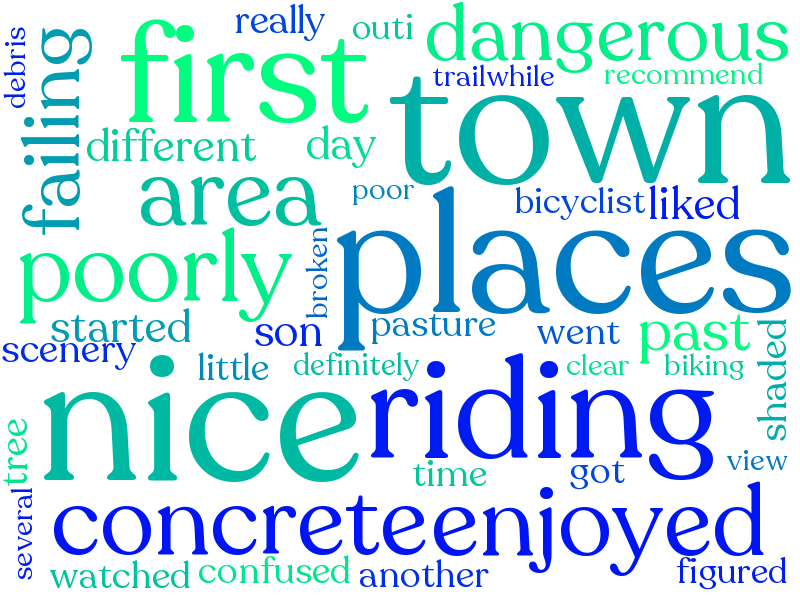 really
outi
dangerous
debris
first
failing
trailwhile
recommend
town
different
day
area
poor
bicyclist
liked
places
poorly
broken
started
son
pasture
went
past
scenery
little
definitely
clear
biking
shaded
nice
riding
tree
time
got
view
several
concrete
enjoyed
watched
confused
another
figured